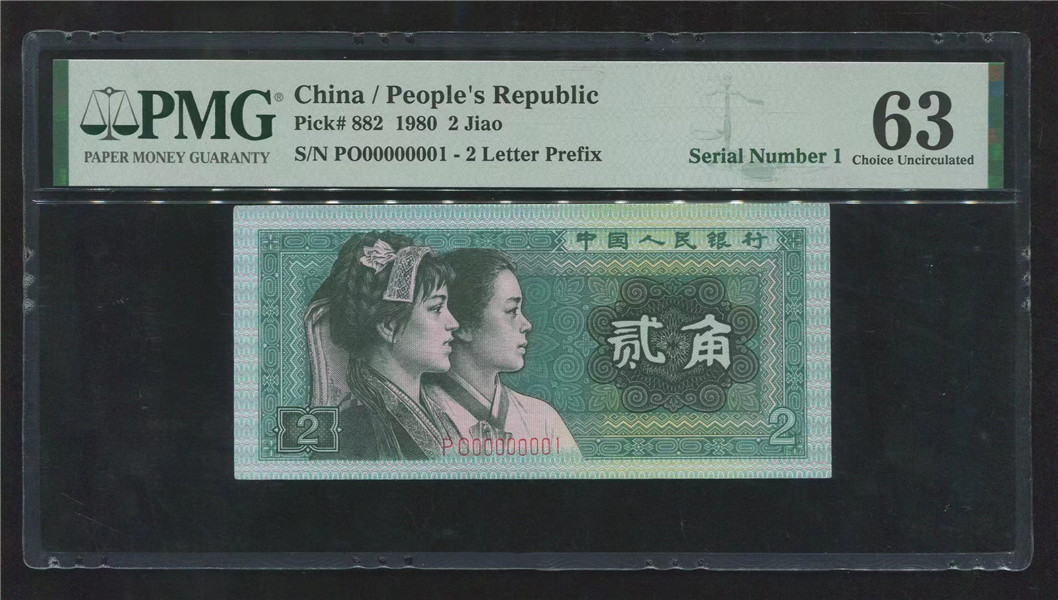 PMG®
PAPER MONEY GUARANTY
China / People's Republic
Pick# 882 1980 2 Jiao
S/N PO00000001 - 2 Letter Prefix
Serial Number 1
63
Choice Uncirculated
中国人民银行
贰角
2
2
PO00000001